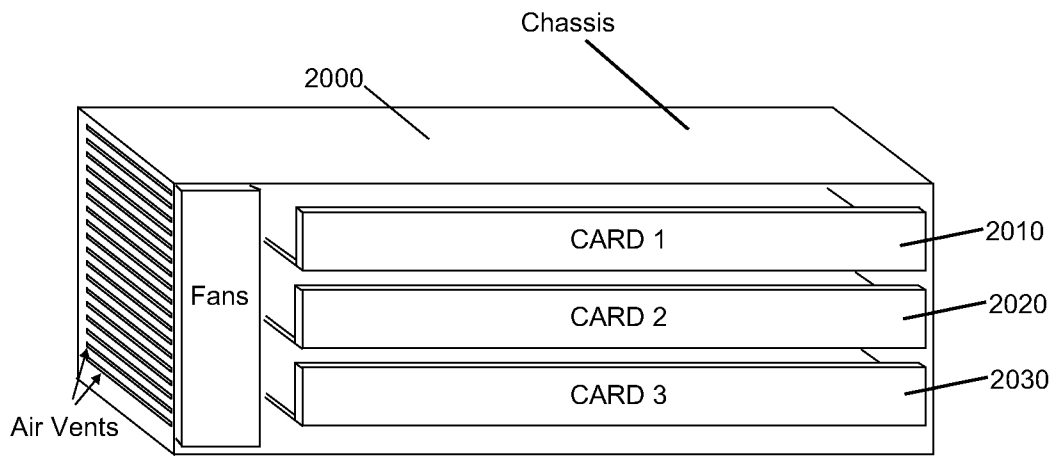 Chassis
2000
CARD 1
2010
Fans
CARD 2
2020
CARD 3
2030
Air Vents